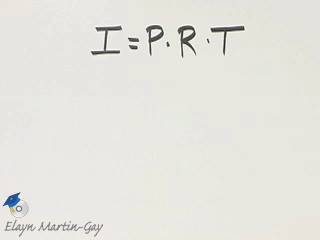 I = P. R. T
Elayn Martin-Gay